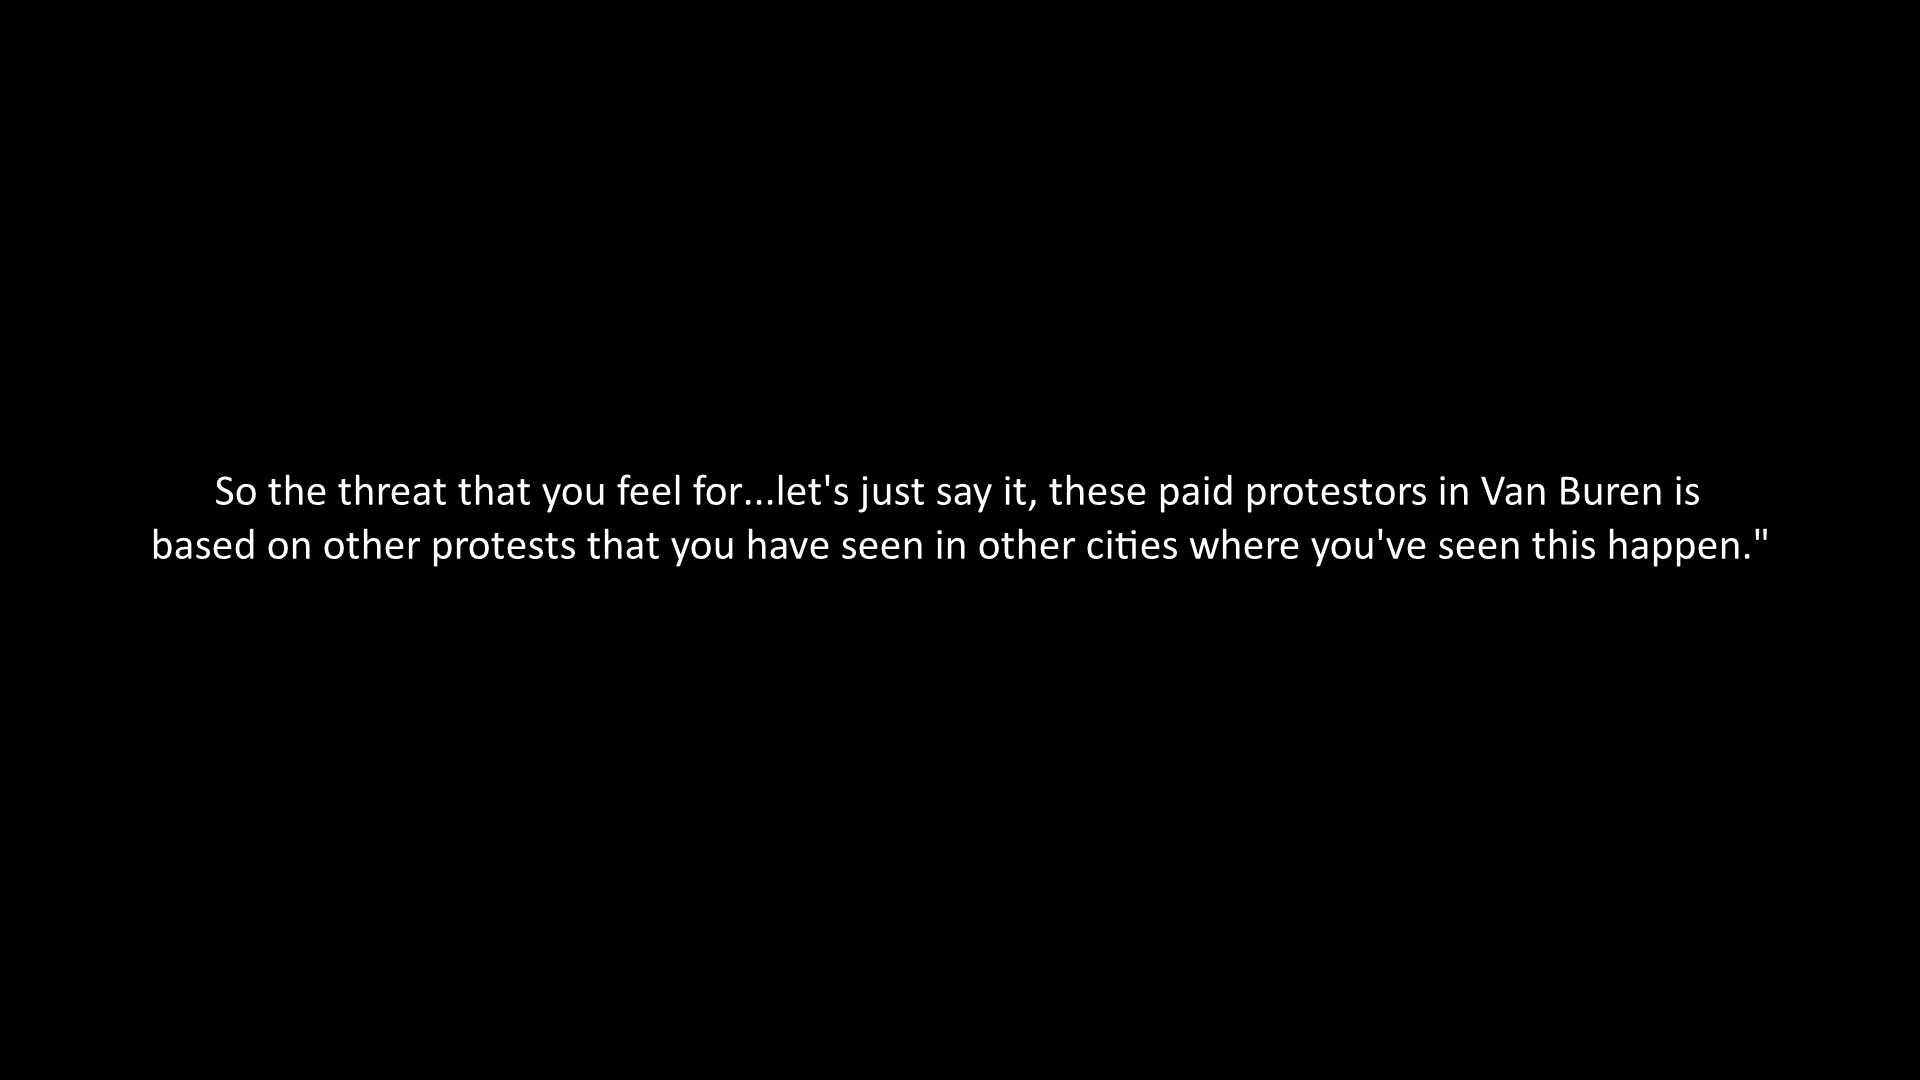 So the threat that you feel for...let's just say it, these paid protestors in Van Buren is
based on other protests that you have seen in other cities where you've seen this happen."